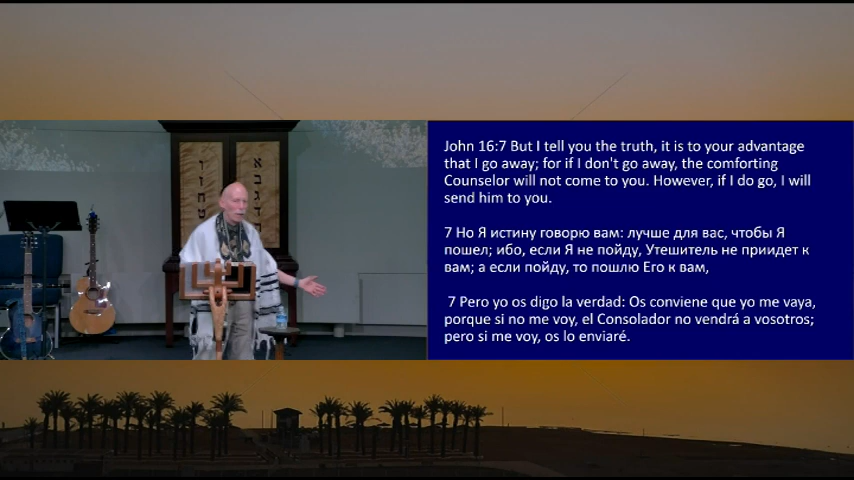 John 16:7 But I tell you the truth, it is to your advantage
that I go away; for if I don't go away, the comforting
Counselor will not come to you. However, if I do go, I will
send him to you.
7 Но Я истину говорю вам: лучше для вас, чтобы Я
пошел; ибо, если Я не пойду, Утешитель не приидет к
вам; а если пойду, то пошлю Его к вам,
7 Pero yo os digo la verdad: Os conviene que yo me vaya,
porque si no me voy, el Consolador no vendrá a vosotros;
pero si me voy, os lo enviaré.